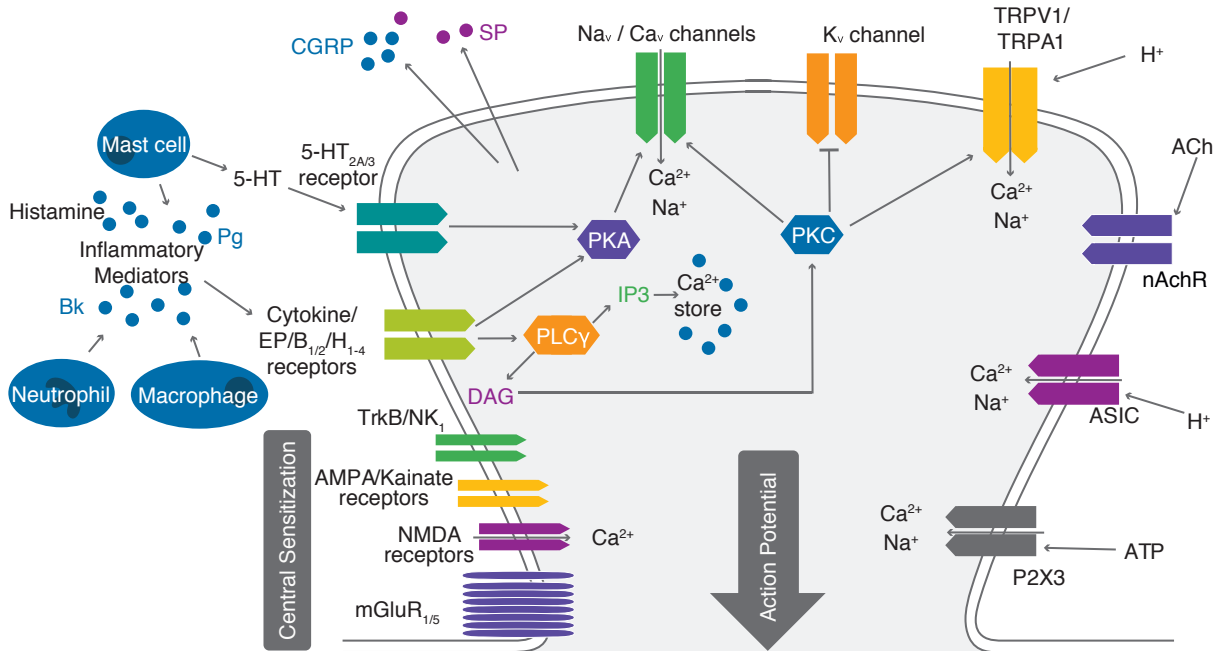 CGRP
SP
Naᵥ / Caᵥ channels
Kᵥ channel
TRPV1/
TRPA1
H⁺
Mast cell
5-HT
5-HT₂A/₃
receptor
Ca²⁺
Na⁺
Ca²⁺
Na⁺
ACh
Histamine
Pg
Inflammatory
Mediators
PKA
PKC
nAchR
Bk
Cytokine/
EP/B₁/₂/H₁₋₄
receptors
IP3
Ca²⁺
store
PLCγ
Neutrophil
Macrophage
DAG
Ca²⁺
Na⁺
ASIC
H⁺
TrkB/NK₁
AMPA/Kainate
receptors
NMDA
receptors
Ca²⁺
mGluR₁/₅
Central Sensitization
Action Potential
Ca²⁺
Na⁺
ATP
P2X3